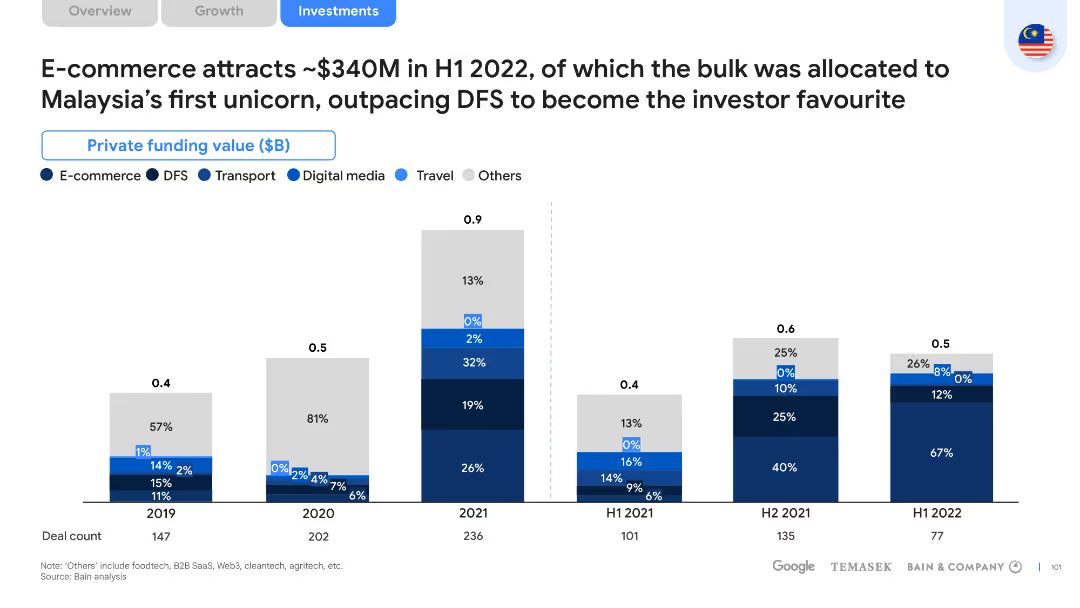 Overview Growth Investments
E-commerce attracts ~$340M in H1 2022, of which the bulk was allocated to
Malaysia's first unicorn, outpacing DFS to become the investor favourite
Private funding value ($B)
E-commerce DFS Transport Digital media Travel Others
0.4
57%
1%
14% 2%
15%
11%
2019
0.5
81%
0% 2% 4% 7% 6%
2020
0.9
13%
0%
2%
32%
19%
26%
2021
0.4
13%
0%
16%
14% 9% 6%
H1 2021
0.6
25%
0%
10%
25%
40%
H2 2021
0.5
26% 8% 0%
12%
67%
H1 2022
Deal count 147 202 236 101 135 77
Note: 'Others' include foodtech, B2B SaaS, Web3, cleantech, agritech, etc.
Source: Bain analysis
Google TEMASEK BAIN & COMPANY | 101